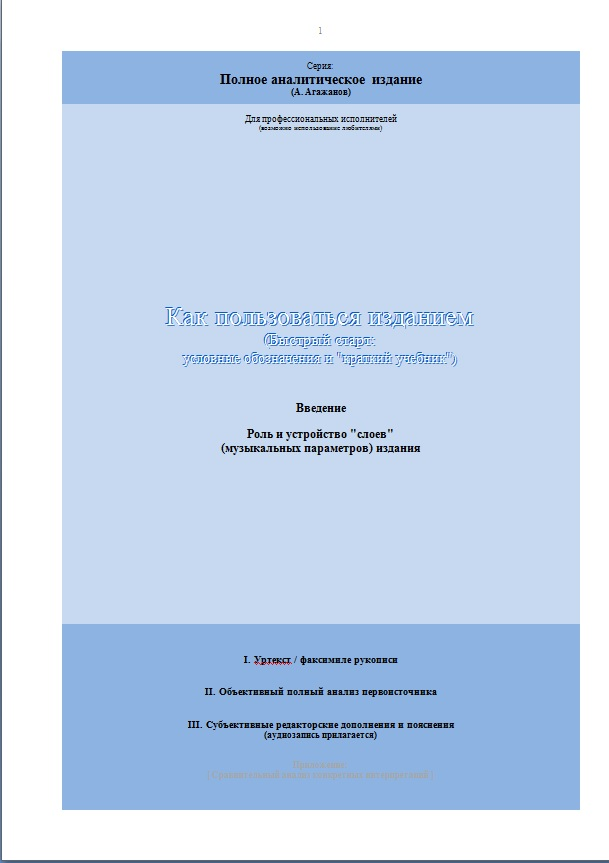 1
Серия:
Полное аналитическое издание
(А. Агажанов)
Для профессиональных исполнителей
(возможно использование любителями)
Как пользоваться изданием
(Быстрый старт:
условные обозначения и "краткий учебник")
Введение
Роль и устройство "слоев"
(музыкальных параметров) издания
I. Уртекст / факсимиле рукописи
II. Объективный полный анализ первоисточника
III. Субъективные редакторские дополнения и пояснения
(аудиозапись прилагается)
Приложение:
[ Сравнительный анализ